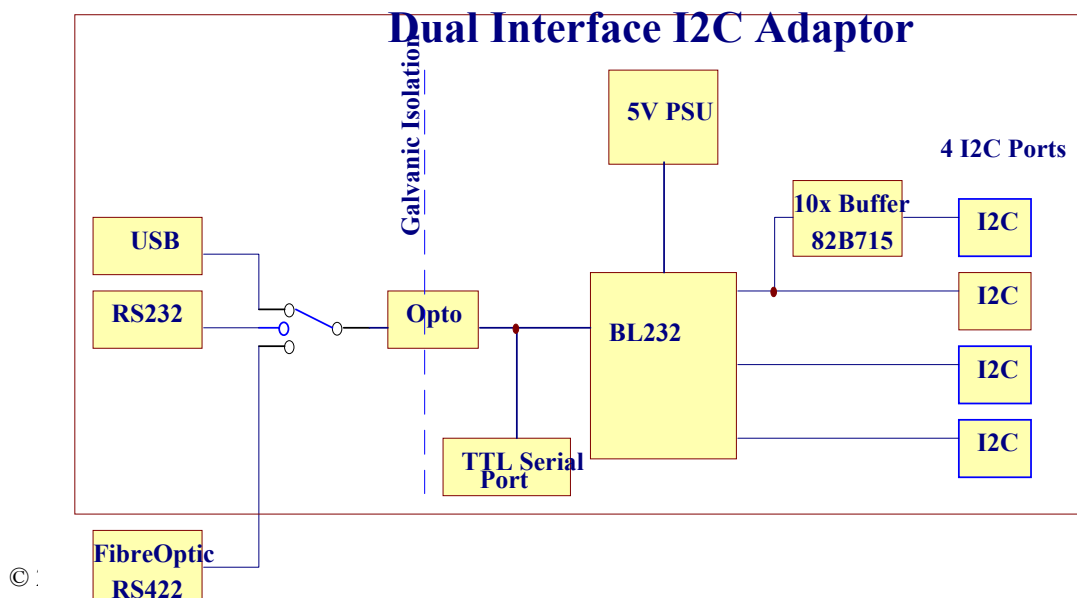 Dual Interface I2C Adaptor
Galvanic Isolation
5V PSU
4 I2C Ports
10x Buffer
82B715
I2C
USB
I2C
RS232
Opto
BL232
I2C
I2C
TTL Serial
Port
FibreOptic
RS422
©